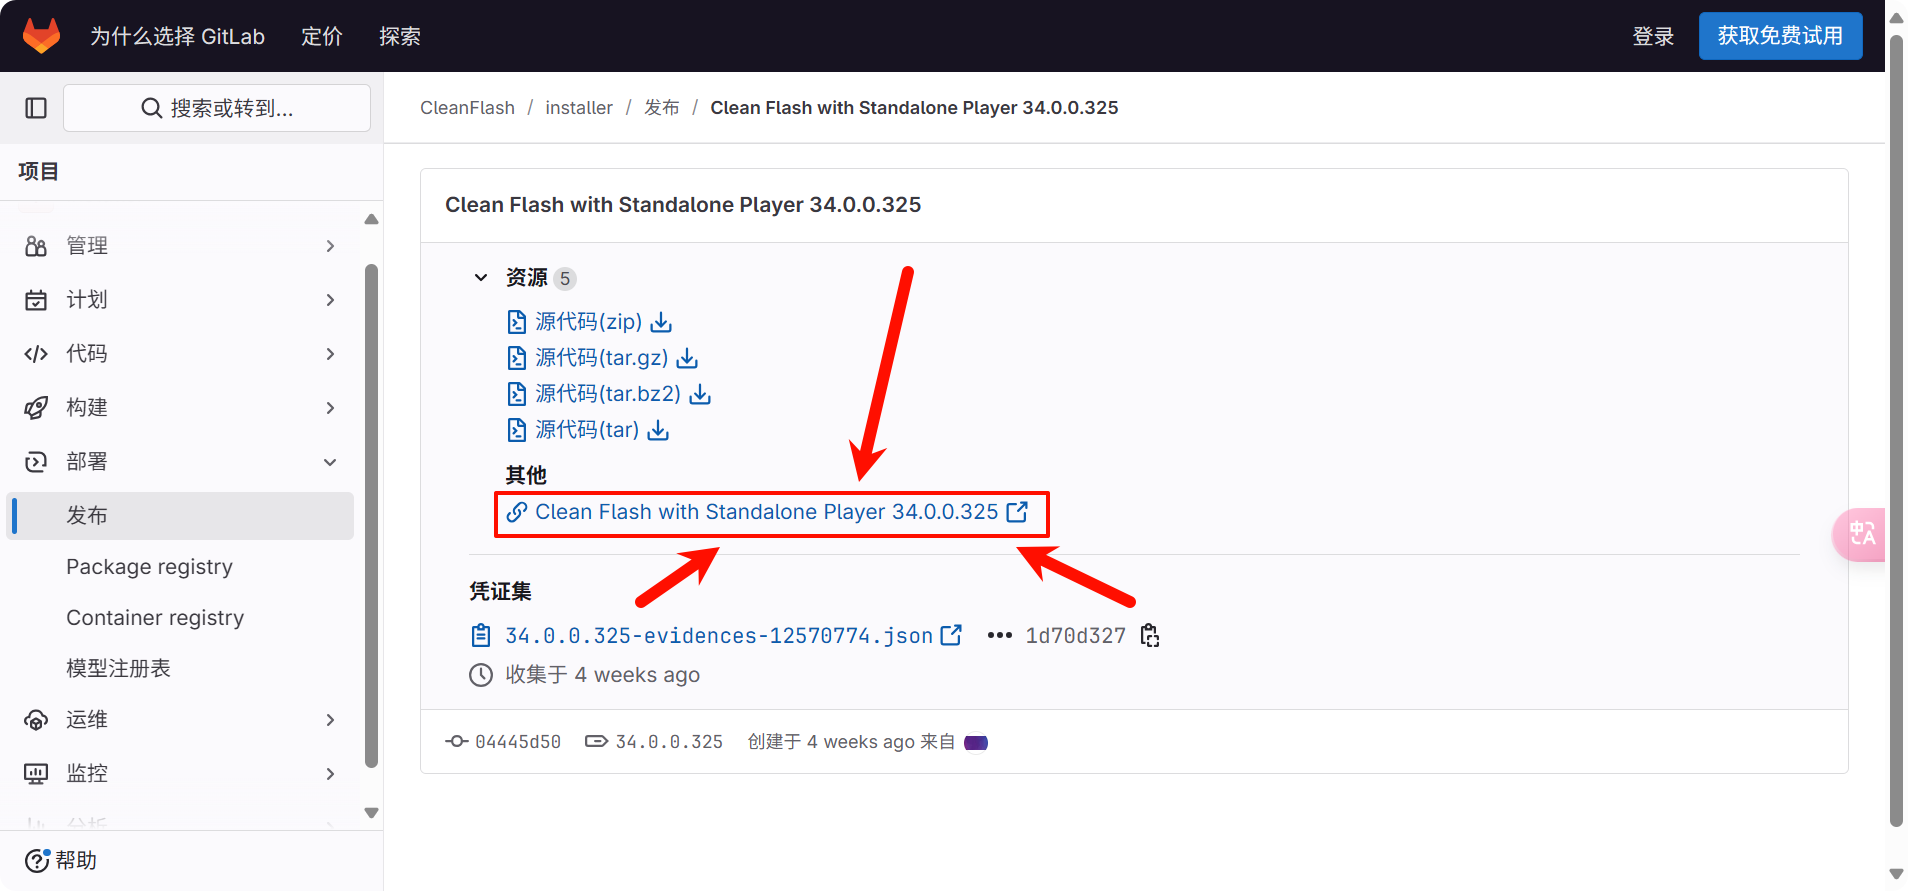 为什么选择 GitLab 定价 探索 登录 获取免费试用
搜索或转到...
CleanFlash / installer / 发布 / Clean Flash with Standalone Player 34.0.0.325
项目
管理
计划
代码
构建
部署
发布
Package registry
Container registry
模型注册表
运维
监控
分析
帮助
Clean Flash with Standalone Player 34.0.0.325
资源 5
源代码(zip)
源代码(tar.gz)
源代码(tar.bz2)
源代码(tar)
其他
Clean Flash with Standalone Player 34.0.0.325
凭证集
34.0.0.325-evidences-12570774.json ••• 1d70d327
收集于 4 weeks ago
04445d50 34.0.0.325 创建于 4 weeks ago 来自
中A